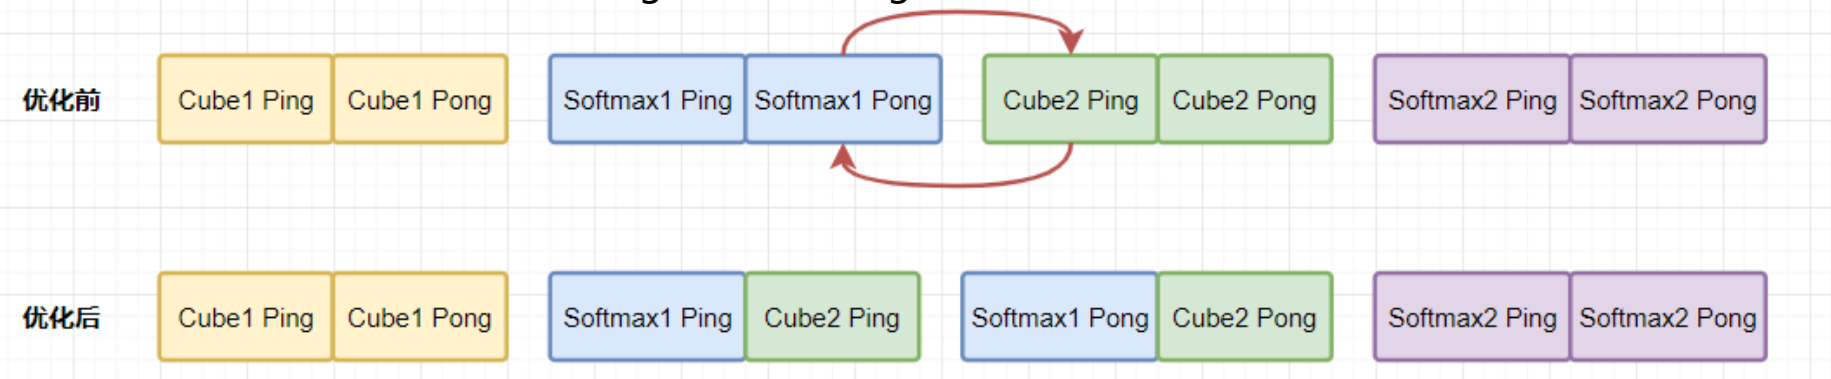 优化前 Cube1 Ping Cube1 Pong Softmax1 Ping Softmax1 Pong Cube2 Ping Cube2 Pong Softmax2 Ping Softmax2 Pong
优化后 Cube1 Ping Cube1 Pong Softmax1 Ping Cube2 Ping Softmax1 Pong Cube2 Pong Softmax2 Ping Softmax2 Pong